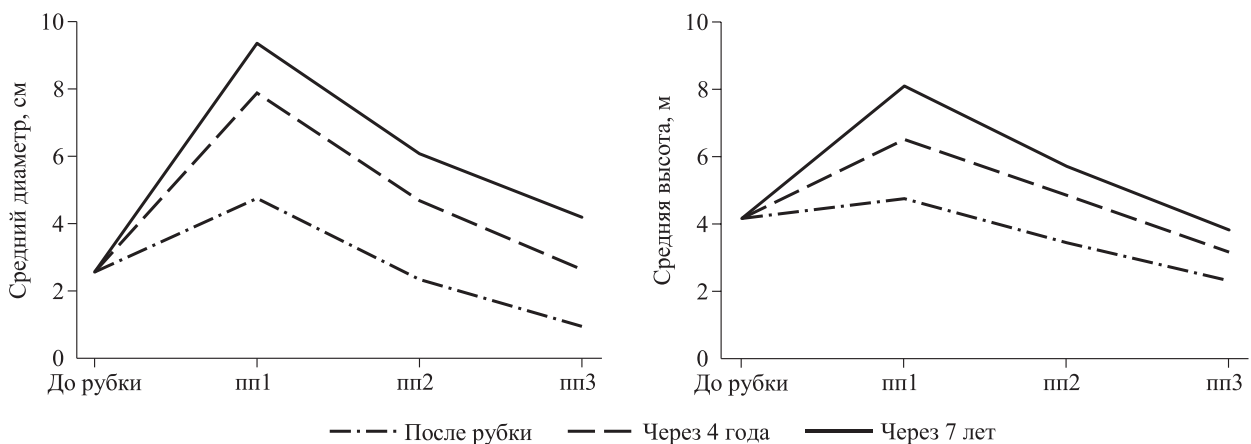 Средний диаметр, см
10
8
6
4
2
0
До рубки пп1 пп2 пп3
Средняя высота, м
10
8
6
4
2
0
До рубки пп1 пп2 пп3
После рубки Через 4 года Через 7 лет